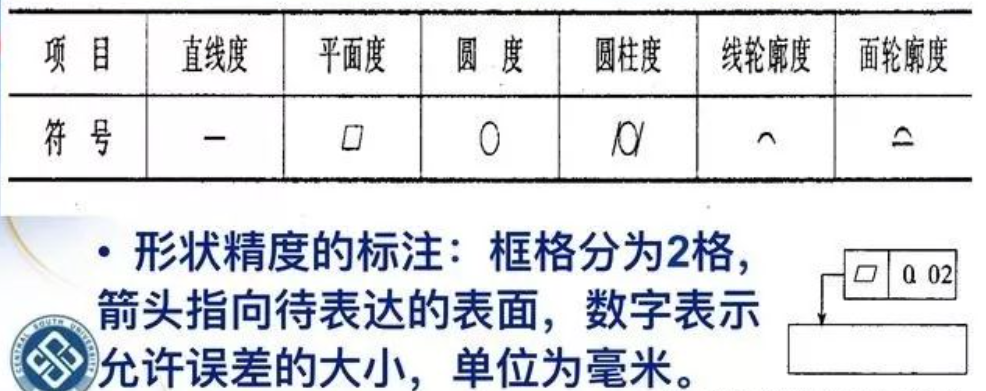 项 目 直线度 平面度 圆 度 圆柱度 线轮廓度 面轮廓度
符 号 — ▱ ○ ⌭ ⌒ ⌓
• 形状精度的标注：框格分为2格，
箭头指向待表达的表面，数字表示
允许误差的大小，单位为毫米。
▱ 0.02
CENTRAL SOUTH UNIVERSITY